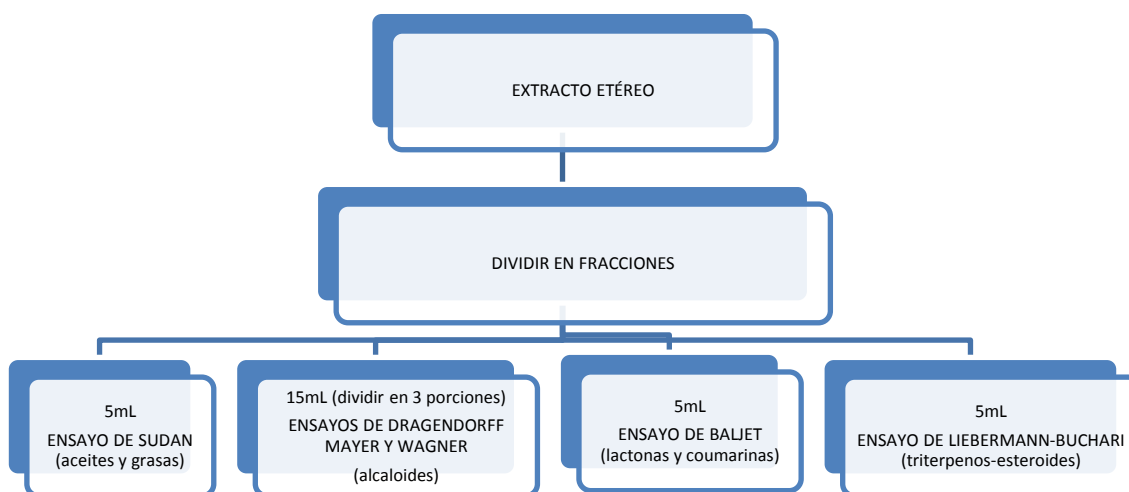 EXTRACTO ETÉREO
DIVIDIR EN FRACCIONES
5mL
ENSAYO DE SUDAN
(aceites y grasas)
15mL (dividir en 3 porciones)
ENSAYOS DE DRAGENDORFF
MAYER Y WAGNER
(alcaloides)
5mL
ENSAYO DE BALJET
(lactonas y coumarinas)
5mL
ENSAYO DE LIEBERMANN-BUCHARI
(triterpenos-esteroides)